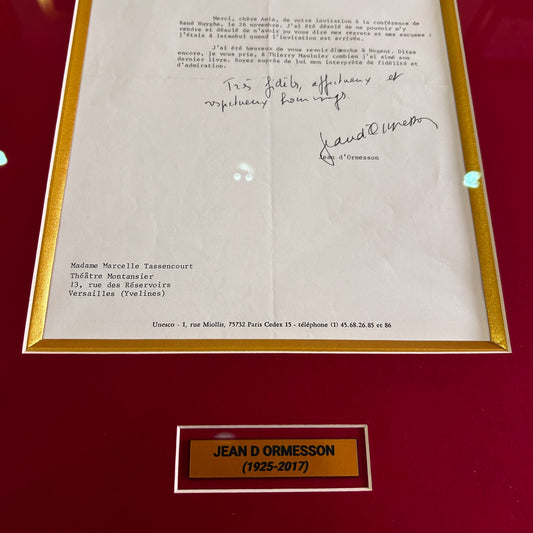 Merci, chère Amie, de votre invitation à la conférence de
René Huyghe, le 26 novembre. J'ai été désolé de ne pouvoir m'y
rendre et désolé de n'avoir pu vous dire mes regrets et mes excuses :
j'étais à Istambul quand l'invitation est arrivée.
J'ai été heureux de vous revoir dimanche à Nogent. Dites
encore, je vous prie, à Thierry Maulnier combien j'ai aimé son
dernier livre. Soyez auprès de lui mon interprète de fidélité et
d'admiration.
Très fidèles, affectueux et
respectueux hommages.
Jean d'Ormesson
Jean d'Ormesson
Madame Marcelle Tassencourt
Théâtre Montansier
13, rue des Réservoirs
Versailles (Yvelines)
Unesco - 1, rue Miollis, 75732 Paris Cedex 15 - téléphone (1) 45.68.26.85 et 86
JEAN D ORMESSON
(1925-2017)